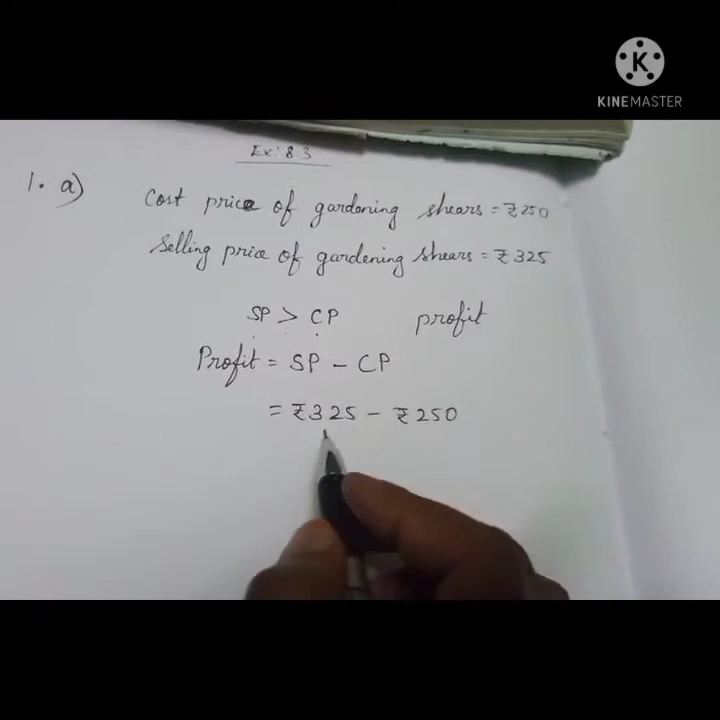 KINEMASTER
Ex: 8.3
1. a) Cost price of gardening shears = ₹250
Selling price of gardening shears = ₹325
SP > CP profit
Profit = SP - CP
= ₹325 - ₹250